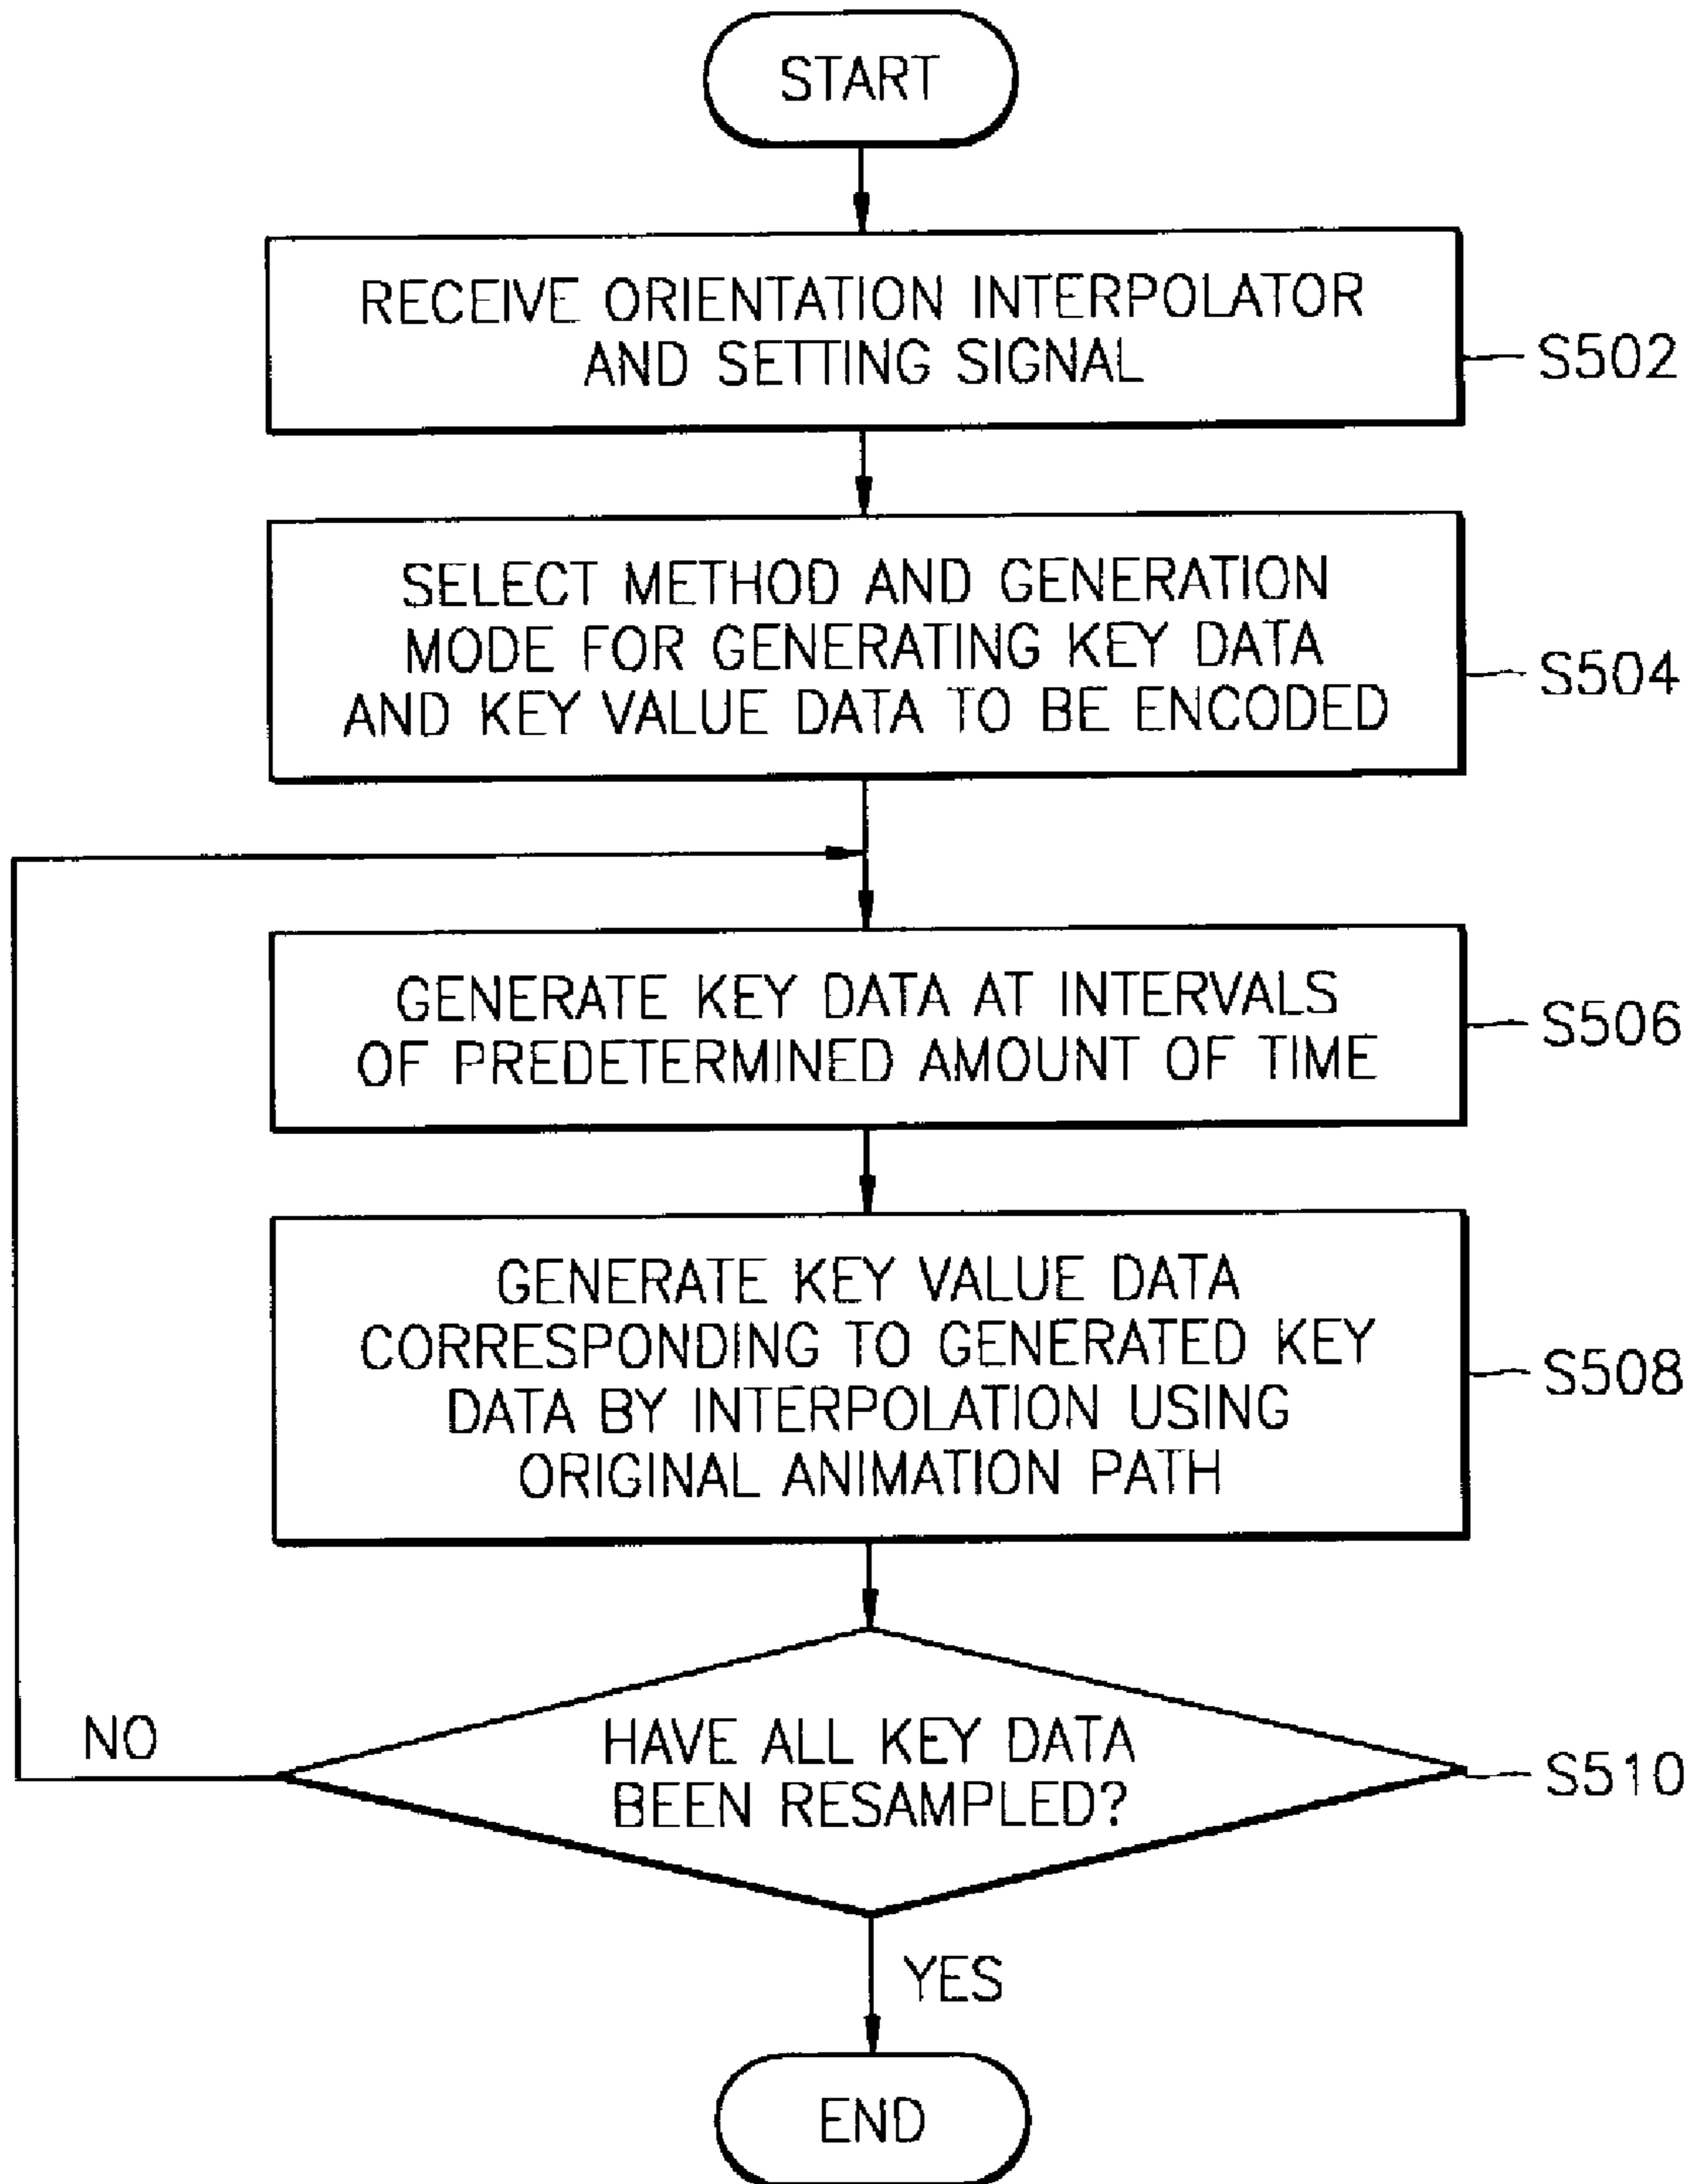 START
RECEIVE ORIENTATION INTERPOLATOR
AND SETTING SIGNAL
S502
SELECT METHOD AND GENERATION
MODE FOR GENERATING KEY DATA
AND KEY VALUE DATA TO BE ENCODED
S504
GENERATE KEY DATA AT INTERVALS
OF PREDETERMINED AMOUNT OF TIME
S506
GENERATE KEY VALUE DATA
CORRESPONDING TO GENERATED KEY
DATA BY INTERPOLATION USING
ORIGINAL ANIMATION PATH
S508
HAVE ALL KEY DATA
BEEN RESAMPLED?
S510
NO
YES
END